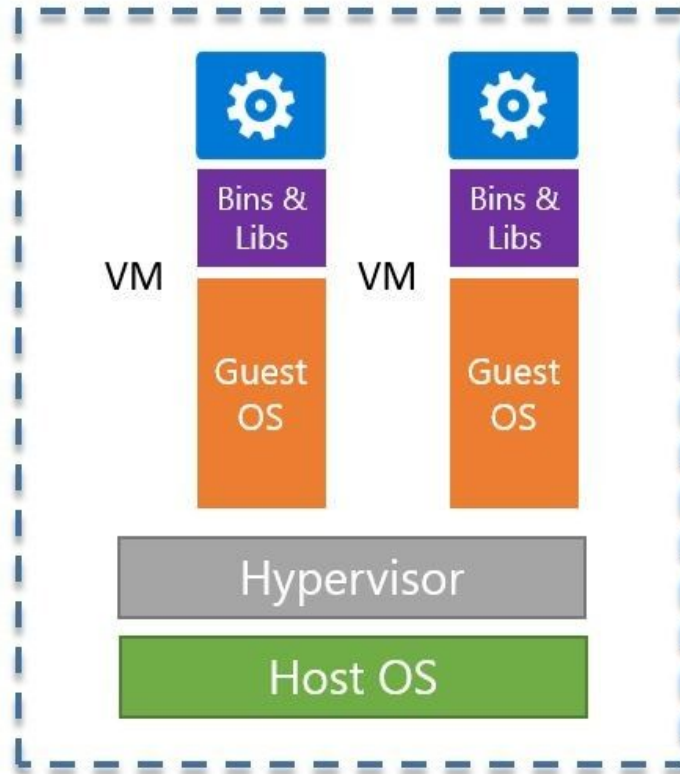 Bins &
Libs
Bins &
Libs
VM
VM
Guest
OS
Guest
OS
Hypervisor
Host OS